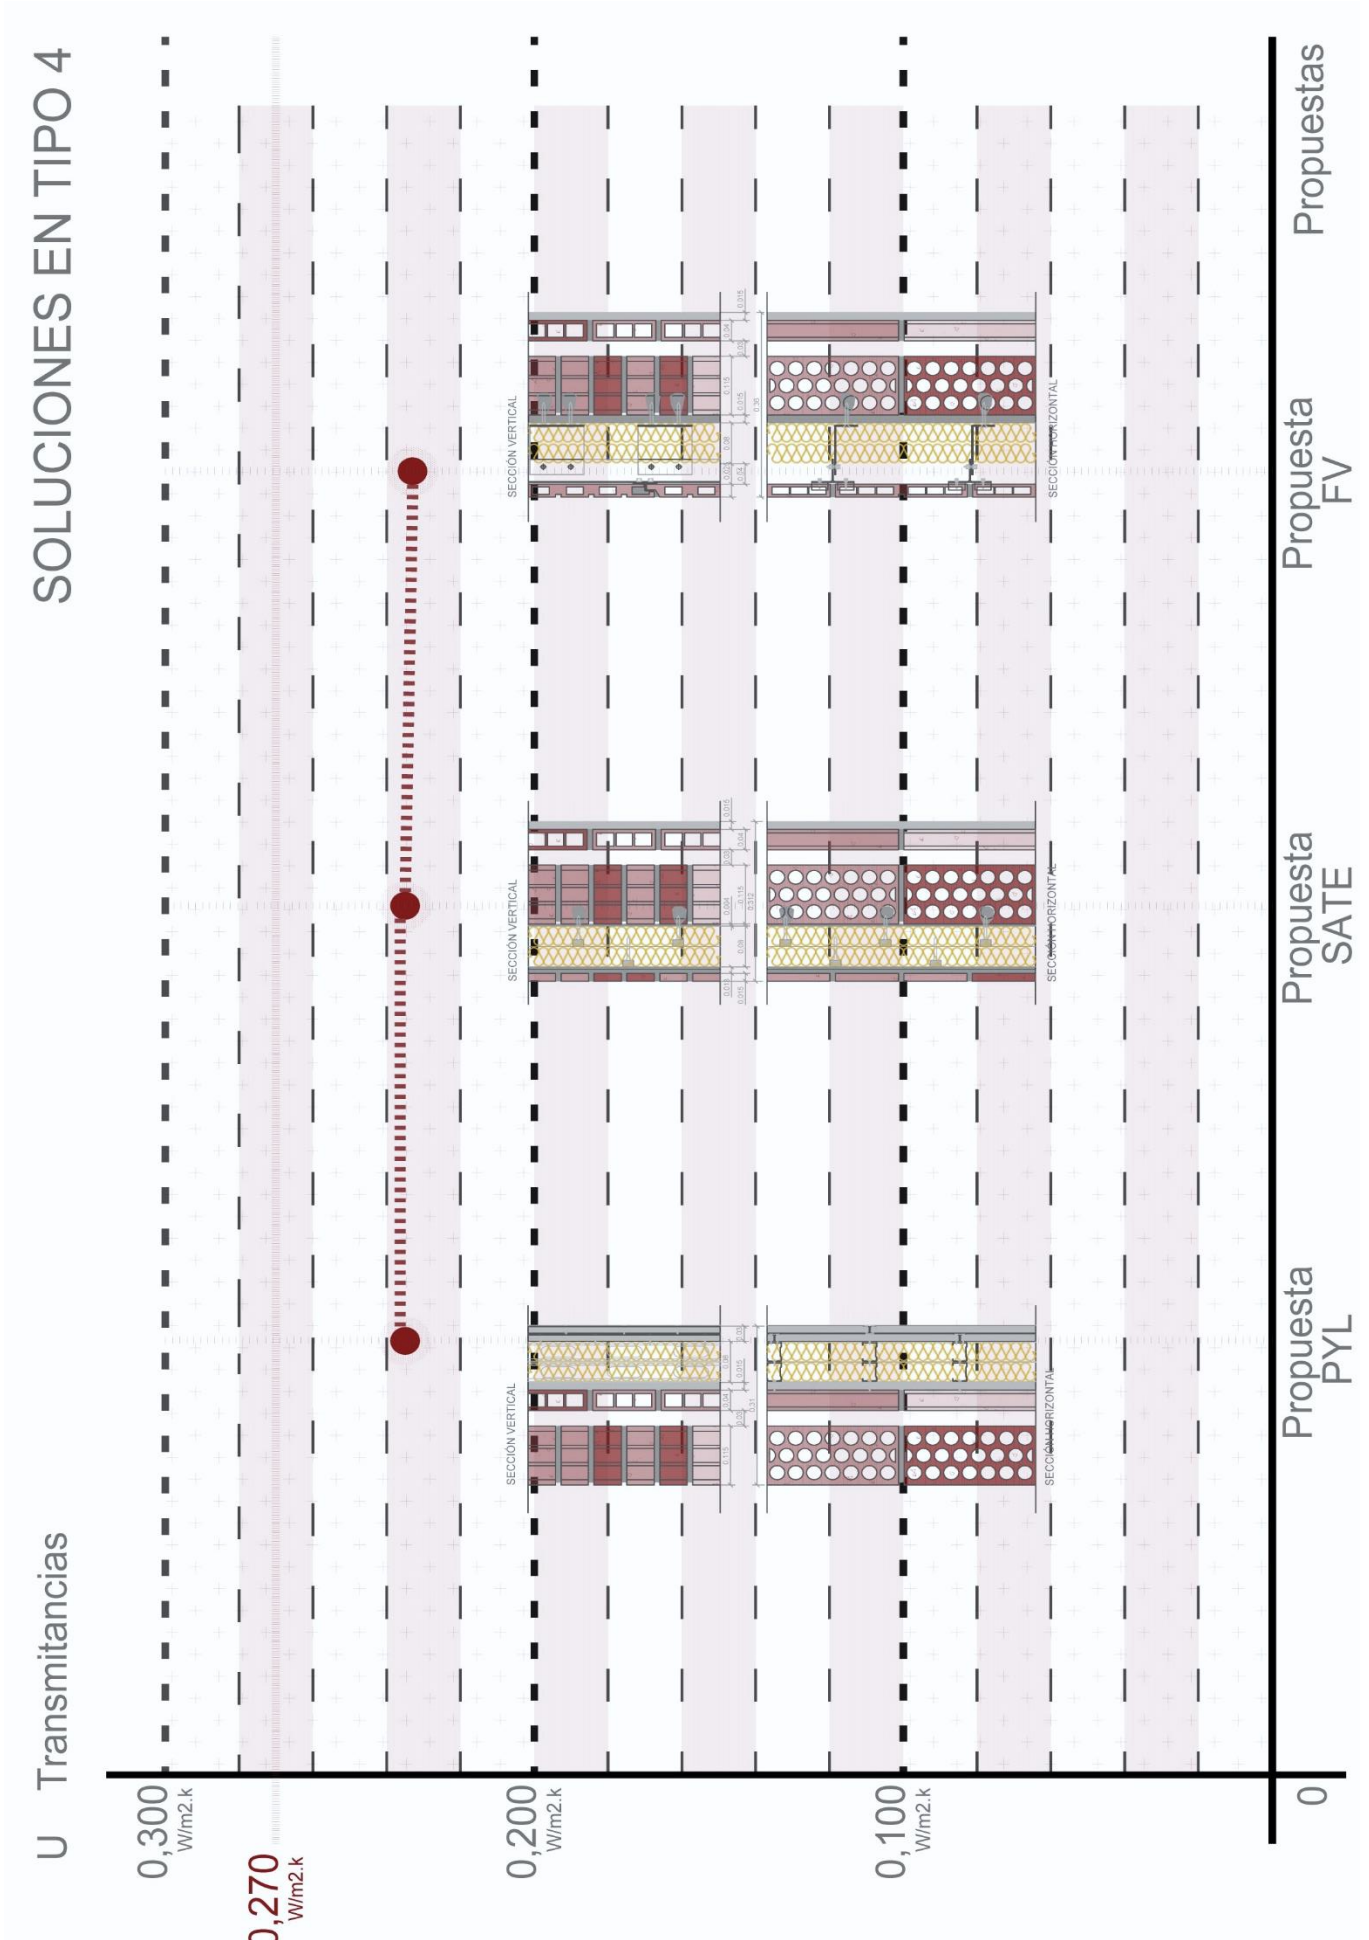 SOLUCIONES EN TIPO 4
U Transmitancias
0,300
W/m2.k
0,270
W/m2.k
0,200
W/m2.k
0,100
W/m2.k
0
SECCIÓN VERTICAL
SECCIÓN HORIZONTAL
SECCIÓN VERTICAL
SECCIÓN HORIZONTAL
SECCIÓN VERTICAL
SECCIÓN HORIZONTAL
Propuesta
PYL
Propuesta
SATE
Propuesta
FV
Propuestas